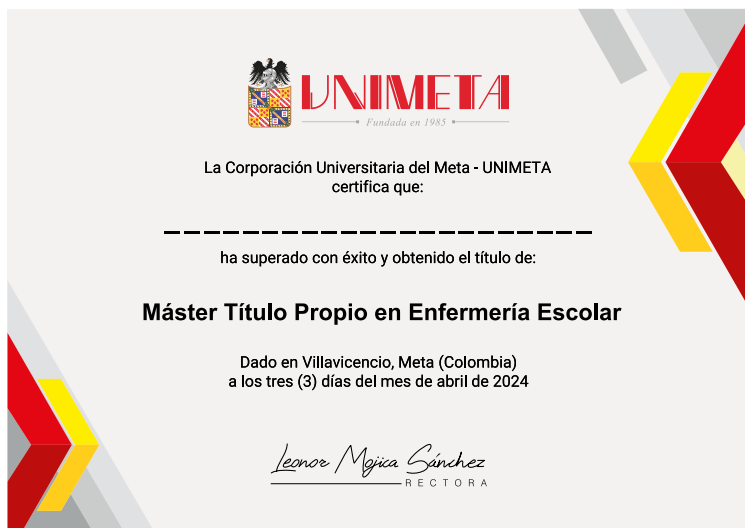 UNIMETA
Fundada en 1985
La Corporación Universitaria del Meta - UNIMETA
certifica que:
ha superado con éxito y obtenido el título de:
Máster Título Propio en Enfermería Escolar
Dado en Villavicencio, Meta (Colombia)
a los tres (3) días del mes de abril de 2024
Leonor Mojica Sánchez
RECTORA